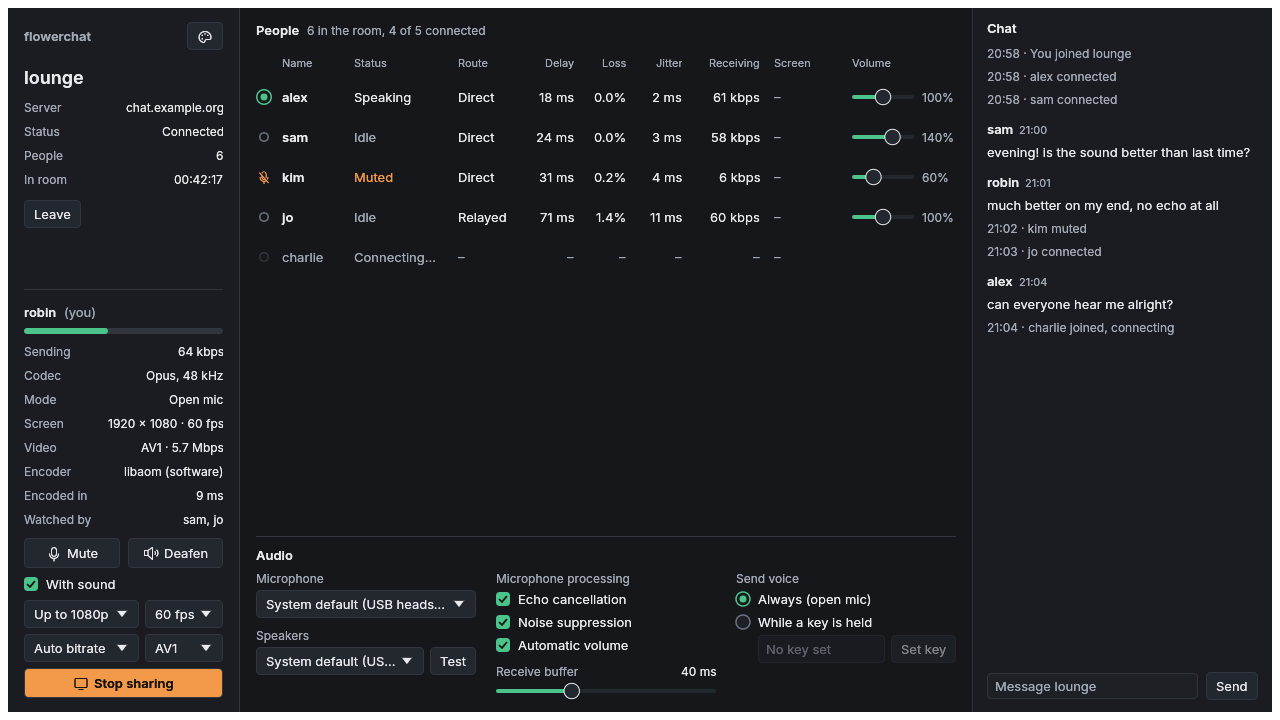 flowerchat
lounge
Server chat.example.org
Status Connected
People 6
In room 00:42:17
Leave
robin (you)
Sending 64 kbps
Codec Opus, 48 kHz
Mode Open mic
Screen 1920 × 1080 · 60 fps
Video AV1 · 5.7 Mbps
Encoder libaom (software)
Encoded in 9 ms
Watched by sam, jo
Mute Deafen
With sound
Up to 1080p 60 fps
Auto bitrate AV1
Stop sharing
People 6 in the room, 4 of 5 connected
Name Status Route Delay Loss Jitter Receiving Screen Volume
alex Speaking Direct 18 ms 0.0% 2 ms 61 kbps – 100%
sam Idle Direct 24 ms 0.0% 3 ms 58 kbps – 140%
kim Muted Direct 31 ms 0.2% 4 ms 6 kbps – 60%
jo Idle Relayed 71 ms 1.4% 11 ms 60 kbps – 100%
charlie Connecting... – – – – – –
Audio
Microphone
System default (USB heads...
Speakers
System default (US... Test
Microphone processing
Echo cancellation
Noise suppression
Automatic volume
Receive buffer 40 ms
Send voice
Always (open mic)
While a key is held
No key set Set key
Chat
20:58 · You joined lounge
20:58 · alex connected
20:58 · sam connected
sam 21:00
evening! is the sound better than last time?
robin 21:01
much better on my end, no echo at all
21:02 · kim muted
21:03 · jo connected
alex 21:04
can everyone hear me alright?
21:04 · charlie joined, connecting
Message lounge Send